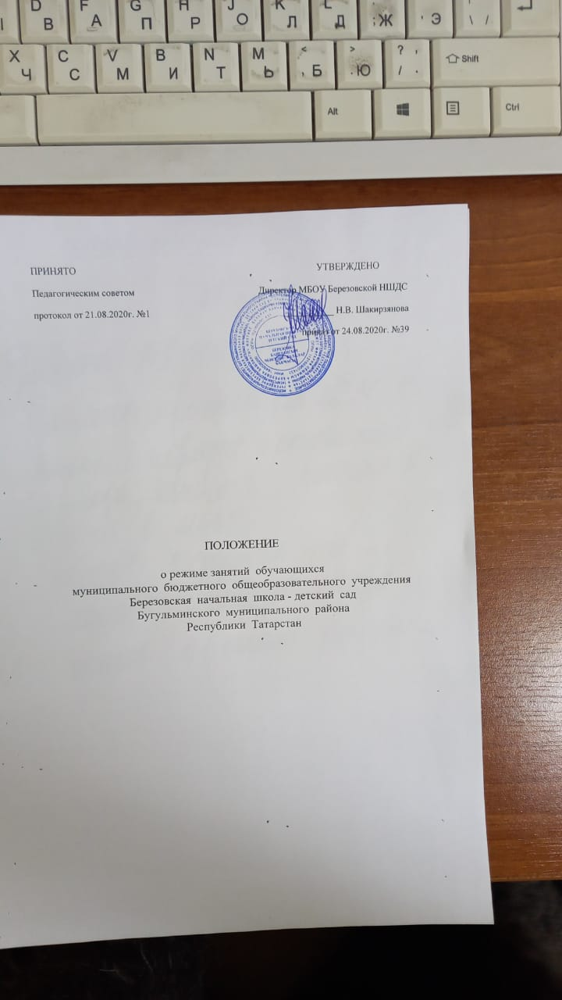 D В F А G П H Р J О K Л L Д : ; Ж " ' Э | \ /
X Ч C С V М B И N Т M Ь < , Б > . Ю ? , / . Shift
Alt Ctrl
ПРИНЯТО
Педагогическим советом
протокол от 21.08.2020г. №1
УТВЕРЖДЕНО
Директор МБОУ Березовской НШДС
Н.В. Шакирзянова
приказ от 24.08.2020г. №39
ПОЛОЖЕНИЕ
о режиме занятий обучающихся
муниципального бюджетного общеобразовательного учреждения
Березовская начальная школа - детский сад
Бугульминского муниципального района
Республики Татарстан